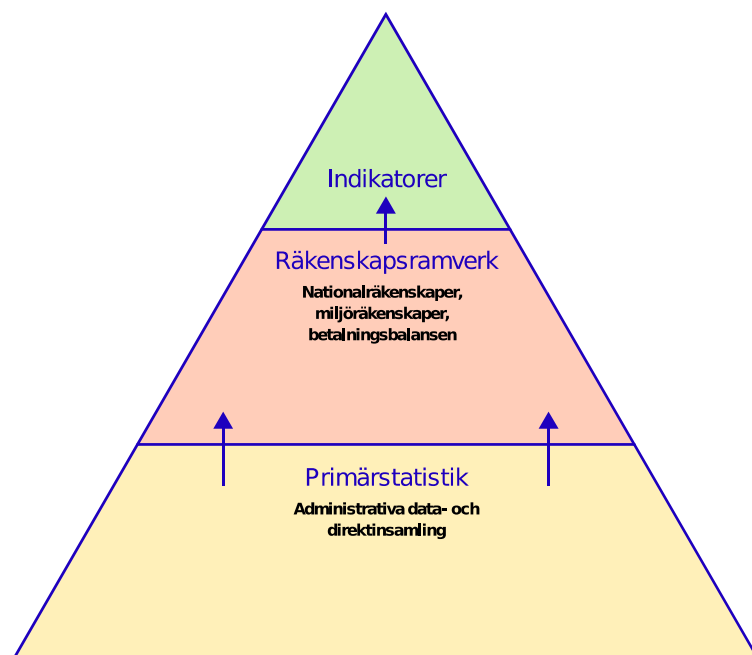 Indikatorer
Räkenskapsramverk
Nationalräkenskaper,
miljöräkenskaper,
betalningsbalansen
Primärstatistik
Administrativa data- och
direktinsamling